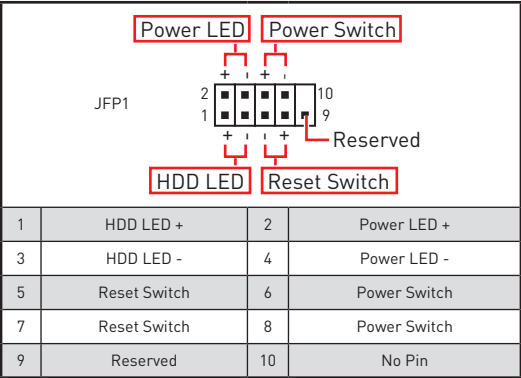 Power LED Power Switch
+ - + -
2 10
JFP1
1 9
+ - - +
Reserved
HDD LED Reset Switch
1 HDD LED + 2 Power LED +
3 HDD LED - 4 Power LED -
5 Reset Switch 6 Power Switch
7 Reset Switch 8 Power Switch
9 Reserved 10 No Pin